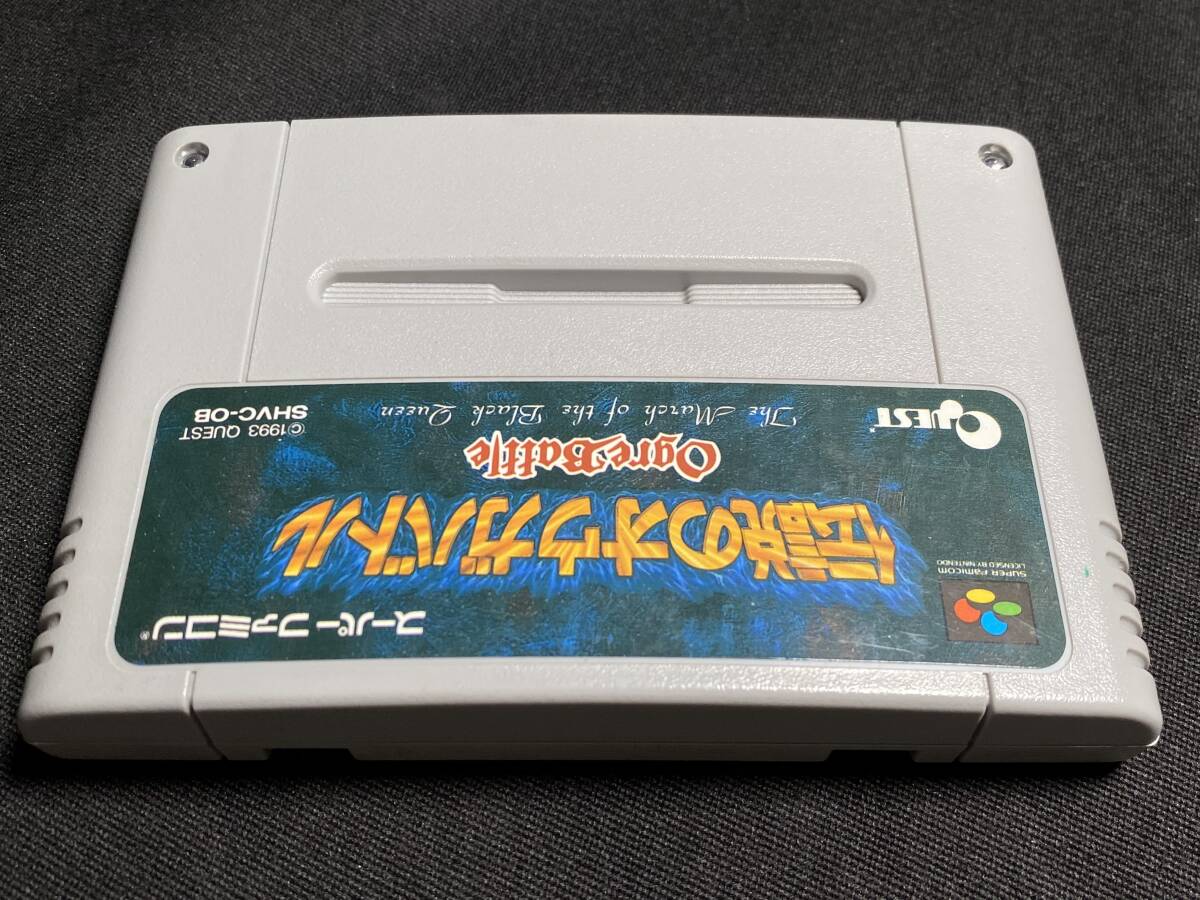 スーパーファミコン®
SUPER FAMICOM
LICENSED BY NINTENDO
伝説のオウガバトル
Ogre Battle
The March of the Black Queen
QUEST
©1993 QUEST
SHVC-OB